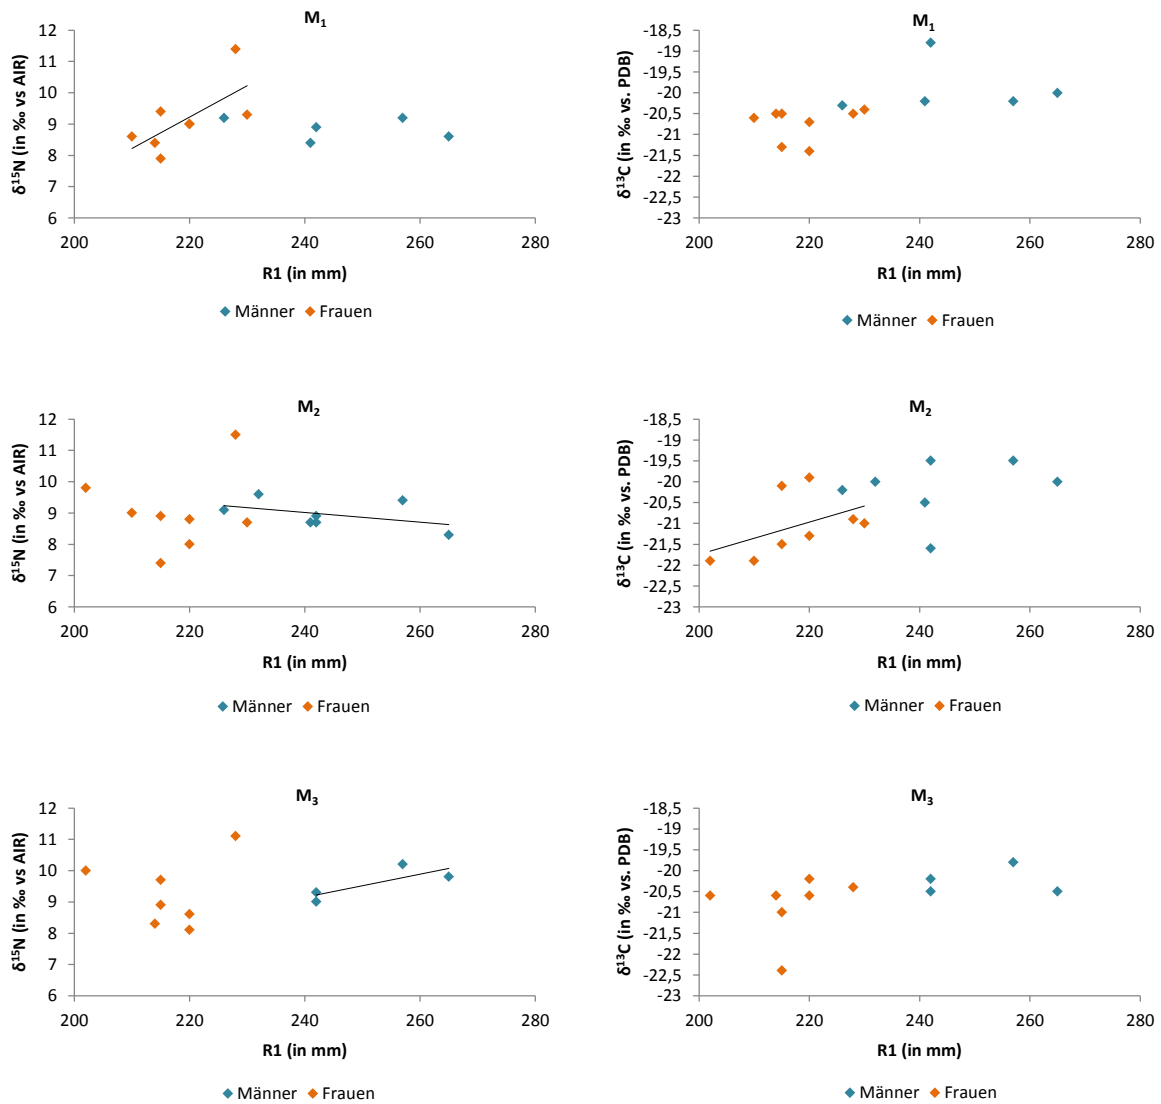 M₁
12
11
10
9
8
7
6
δ¹⁵N (in ‰ vs AIR)
200 220 240 260 280
R1 (in mm)
Männer Frauen
M₁
-18,5
-19
-19,5
-20
-20,5
-21
-21,5
-22
-22,5
-23
δ¹³C (in ‰ vs. PDB)
200 220 240 260 280
R1 (in mm)
Männer Frauen
M₂
12
11
10
9
8
7
6
δ¹⁵N (in ‰ vs AIR)
200 220 240 260 280
R1 (in mm)
Männer Frauen
M₂
-18,5
-19
-19,5
-20
-20,5
-21
-21,5
-22
-22,5
-23
δ¹³C (in ‰ vs. PDB)
200 220 240 260 280
R1 (in mm)
Männer Frauen
M₃
12
11
10
9
8
7
6
δ¹⁵N (in ‰ vs AIR)
200 220 240 260 280
R1 (in mm)
Männer Frauen
M₃
-18,5
-19
-19,5
-20
-20,5
-21
-21,5
-22
-22,5
-23
δ¹³C (in ‰ vs. PDB)
200 220 240 260 280
R1 (in mm)
Männer Frauen